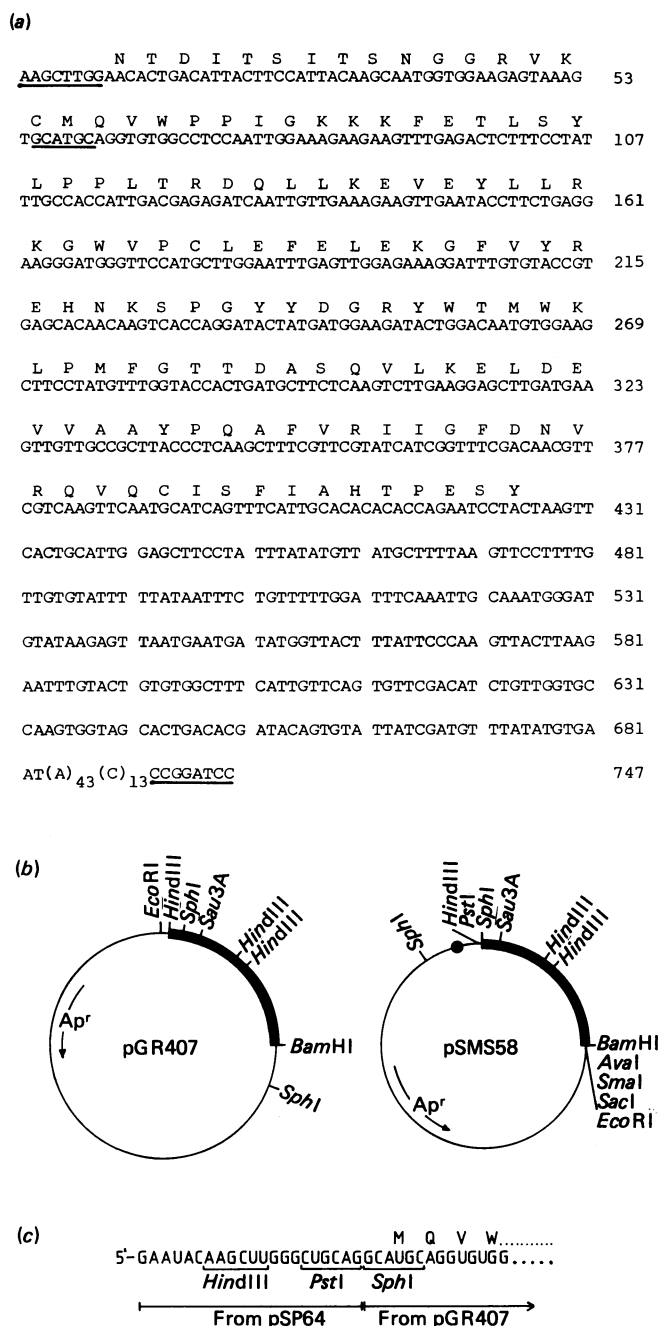 (a)
N T D I T S I T S N G G R V K
AAGCTTGGAACACTGACATTACTTCCATTACAAGCAATGGTGGAAGAGTAAAG 53
C M Q V W P P I G K K K F E T L S Y
TGCATGCAGGTGTGGCCTCCAATTGGAAAGAAGAAGTTTGAGACTCTTTCCTAT 107
L P P L T R D Q L L K E V E Y L L R
TTGCCACCATTGACGAGAGATCAATTGTTGAAAGAAGTTGAATACCTTCTGAGG 161
K G W V P C L E F E L E K G F V Y R
AAGGGATGGGTTCCATGCTTGGAATTTGAGTTGGAGAAAGGATTTGTGTACCGT 215
E H N K S P G Y Y D G R Y W T M W K
GAGCACAACAAGTCACCAGGATACTATGATGGAAGATACTGGACAATGTGGAAG 269
L P M F G T T D A S Q V L K E L D E
CTTCCTATGTTTGGTACCACTGATGCTTCTCAAGTCTTGAAGGAGCTTGATGAA 323
V V A A Y P Q A F V R I I G F D N V
GTTGTTGCCGCTTACCCTCAAGCTTTCGTTCGTATCATCGGTTTCGACAACGTT 377
R Q V Q C I S F I A H T P E S Y
CGTCAAGTTCAATGCATCAGTTTCATTGCACACACACCAGAATCCTACTAAGTT 431
CACTGCATTG GAGCTTCCTA TTTATATGTT ATGCTTTTAA GTTCCTTTTG 481
TTGTGTATTT TTATAATTTC TGTTTTTGGA TTTCAAATTG CAAATGGGAT 531
GTATAAGAGT TAATGAATGA TATGGTTACT TTATTCCCAA GTTACTTAAG 581
AATTTGTACT GTGTGGCTTT CATTGTTCAG TGTTCGACAT CTGTTGGTGC 631
CAAGTGGTAG CACTGACACG ATACAGTGTA TTATCGATGT TTATATGTGA 681
AT(A)43(C)13CCGGATCC 747
(b)
EcoRI
HindIII
SphI
Sau3A
HindIII
HindIII
Apr
pGR407
BamHI
SphI
SphI
HindIII
PstI
SphI
Sau3A
HindIII
HindIII
pSMS58
Apr
BamHI
AvaI
SmaI
SacI
EcoRI
(c)
M Q V W..........
5'-GAAUACAAGCUUGGGCUGCAGGCAUGCAGGUGUGG.....
HindIII PstI SphI
From pSP64 From pGR407